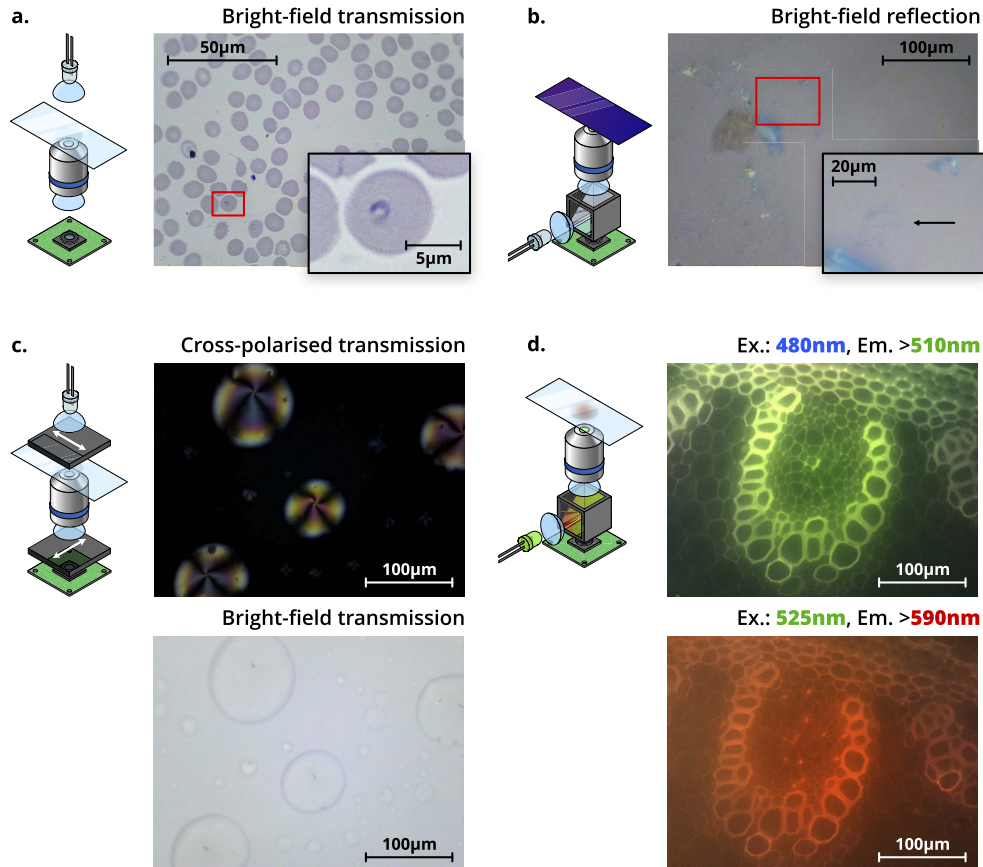 a.
Bright-field transmission
50µm
5µm
b.
Bright-field reflection
100µm
20µm
c.
Cross-polarised transmission
100µm
Bright-field transmission
100µm
d.
Ex.: 480nm, Em. >510nm
100µm
Ex.: 525nm, Em. >590nm
100µm